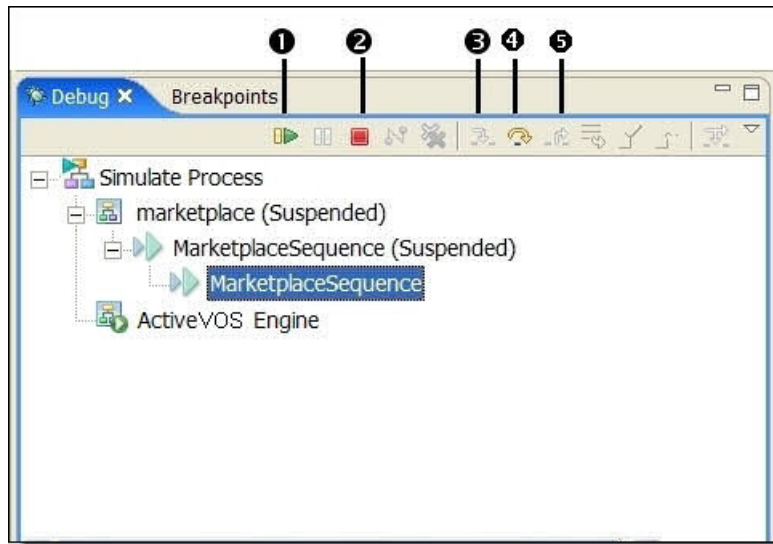 ❶ ❷ ❸ ❹ ❺
Debug Breakpoints
Simulate Process
marketplace (Suspended)
MarketplaceSequence (Suspended)
MarketplaceSequence
ActiveVOS Engine